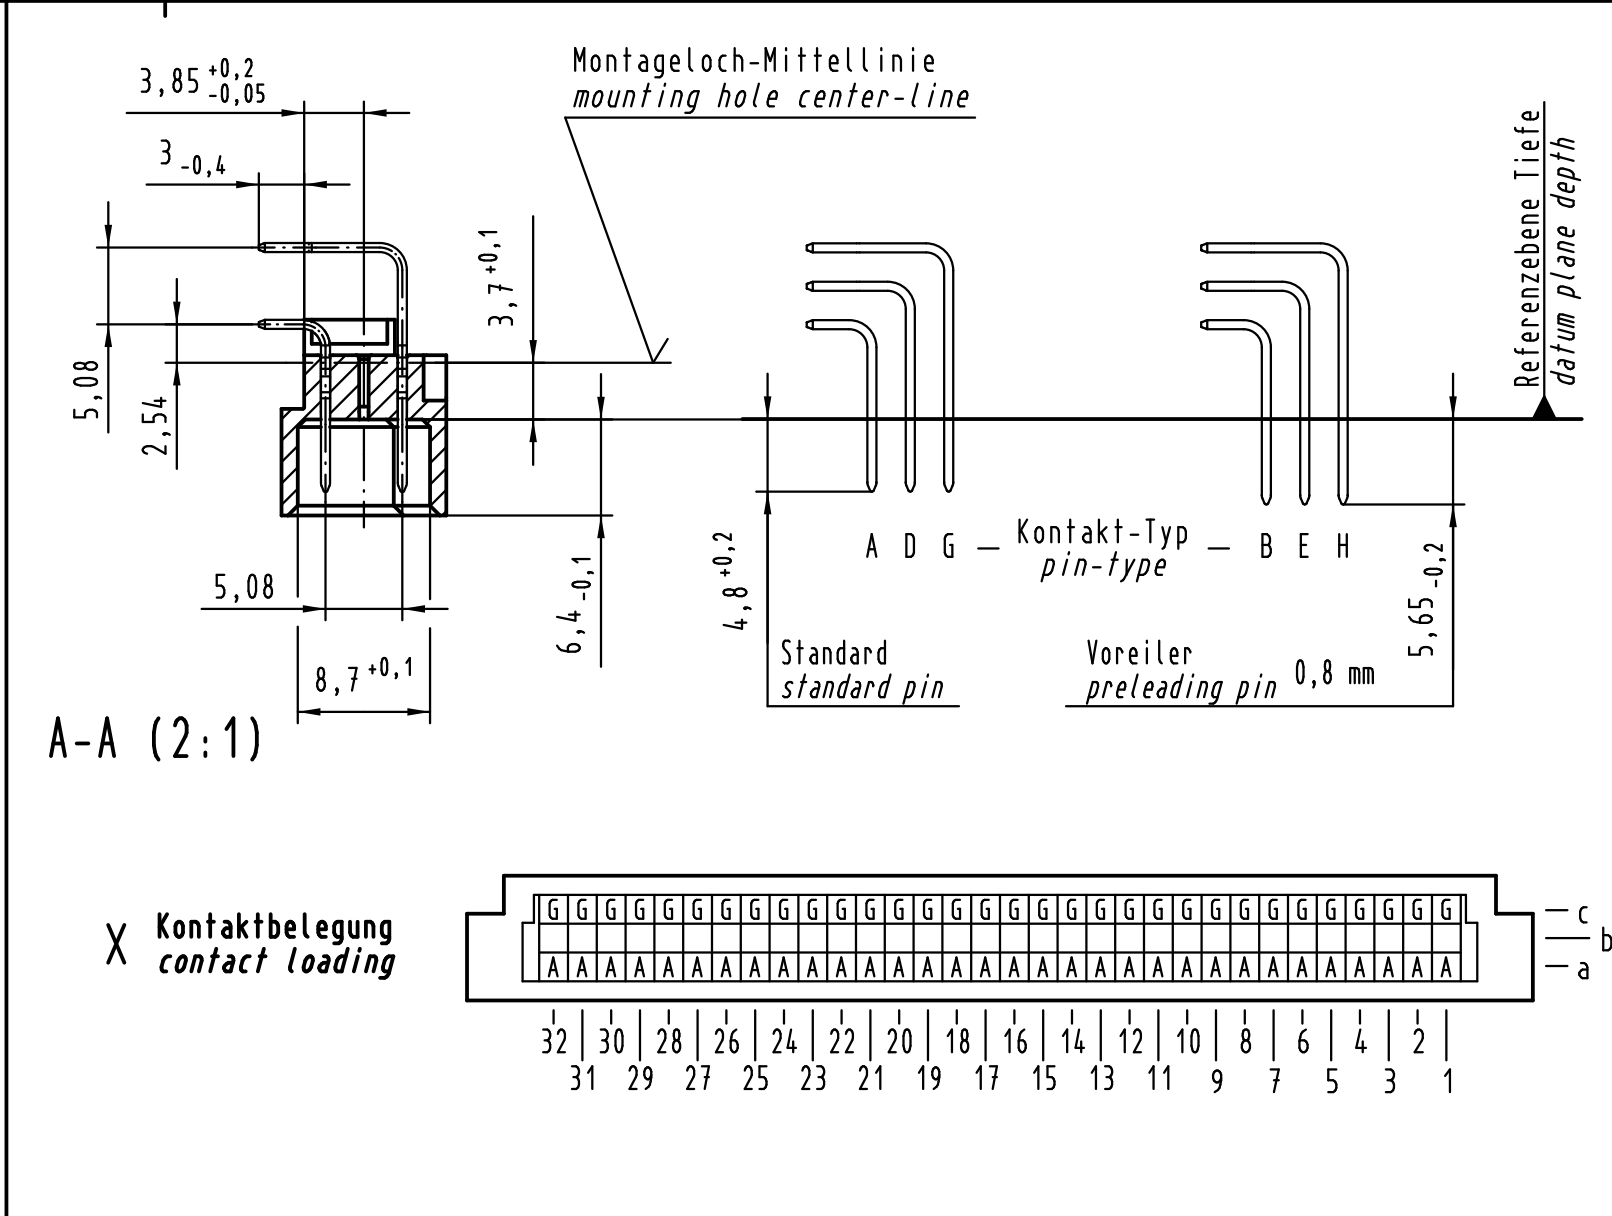 3,85 +0,2 -0,05
3 -0,4
5,08
2,54
Montageloch-Mittellinie
mounting hole center-line
3,7 +0,1
6,4 -0,1
5,08
8,7 +0,1
A-A (2:1)
Referenzebene Tiefe
datum plane depth
A D G — Kontakt-Typ — B E H
pin-type
4,8 +0,2
Standard
standard pin
5,65 -0,2
Voreiler
preleading pin 0,8 mm
X Kontaktbelegung
contact loading
G G G G G G G G G G G G G G G G G G G G G G G G G G G G G G G G
A A A A A A A A A A A A A A A A A A A A A A A A A A A A A A A A
c
b
a
32 30 28 26 24 22 20 18 16 14 12 10 8 6 4 2
31 29 27 25 23 21 19 17 15 13 11 9 7 5 3 1